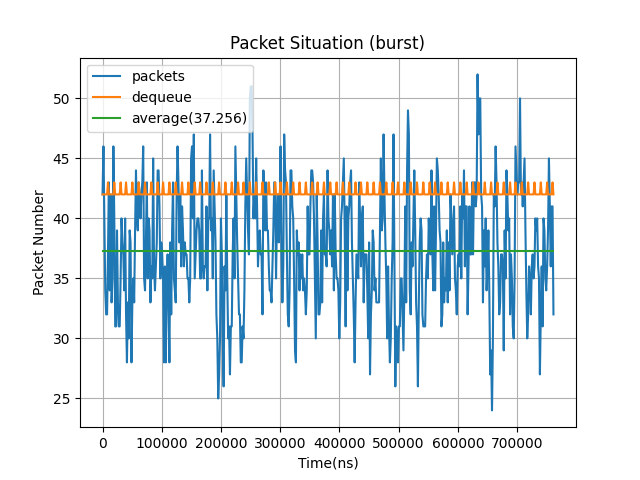 Packet Situation (burst)
packets
dequeue
average(37.256)
50
45
40
35
30
25
Packet Number
0 100000 200000 300000 400000 500000 600000 700000
Time(ns)